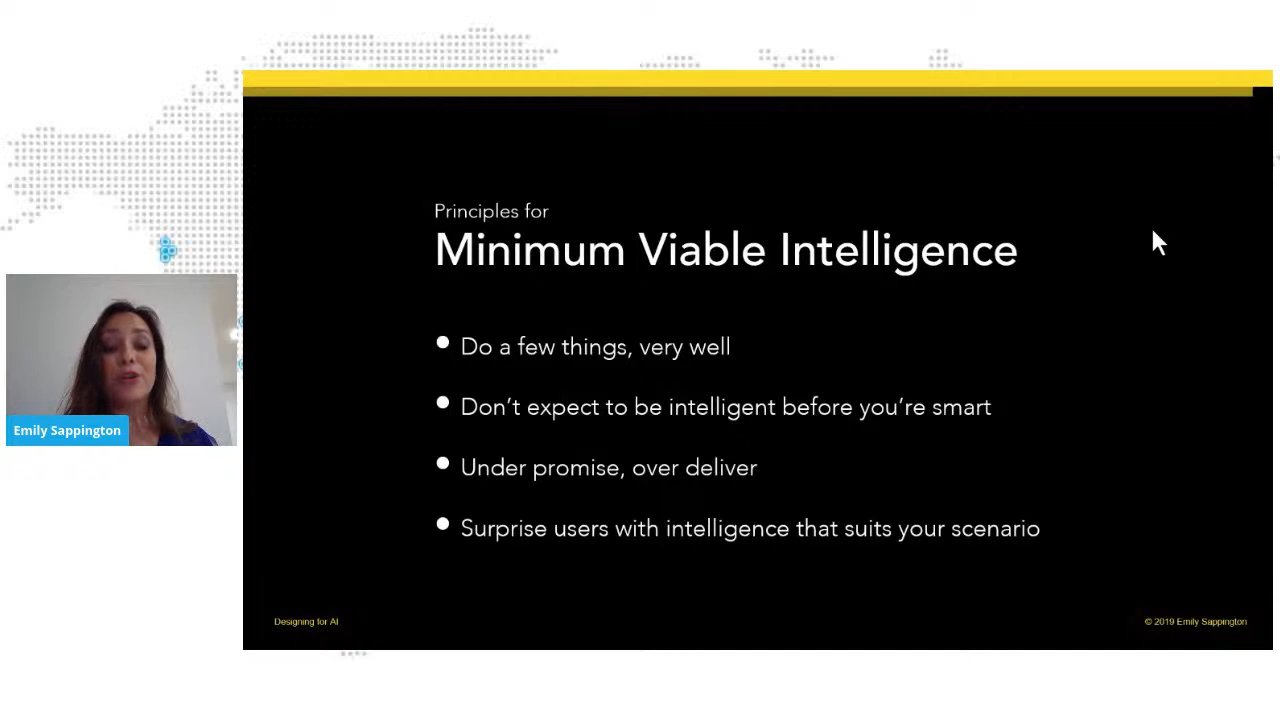 Principles for
Minimum Viable Intelligence
Do a few things, very well
Don’t expect to be intelligent before you’re smart
Under promise, over deliver
Surprise users with intelligence that suits your scenario
Emily Sappington
Designing for AI
© 2019 Emily Sappington